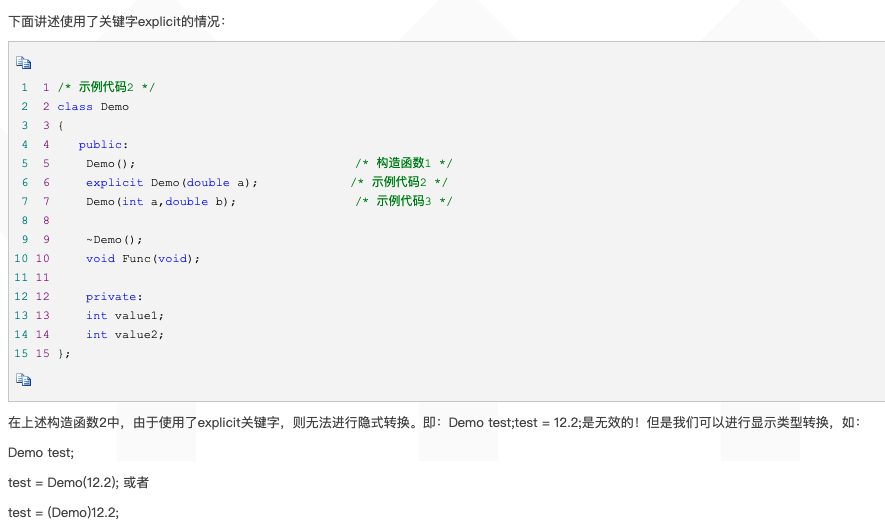 下面讲述使用了关键字explicit的情况：
1 1 /* 示例代码2 */
2 2 class Demo
3 3 {
4 4 public:
5 5 Demo(); /* 构造函数1 */
6 6 explicit Demo(double a); /* 示例代码2 */
7 7 Demo(int a,double b); /* 示例代码3 */
8 8
9 9 ~Demo();
10 10 void Func(void);
11 11
12 12 private:
13 13 int value1;
14 14 int value2;
15 15 };
在上述构造函数2中，由于使用了explicit关键字，则无法进行隐式转换。即：Demo test;test = 12.2;是无效的！但是我们可以进行显示类型转换，如：
Demo test;
test = Demo(12.2); 或者
test = (Demo)12.2;